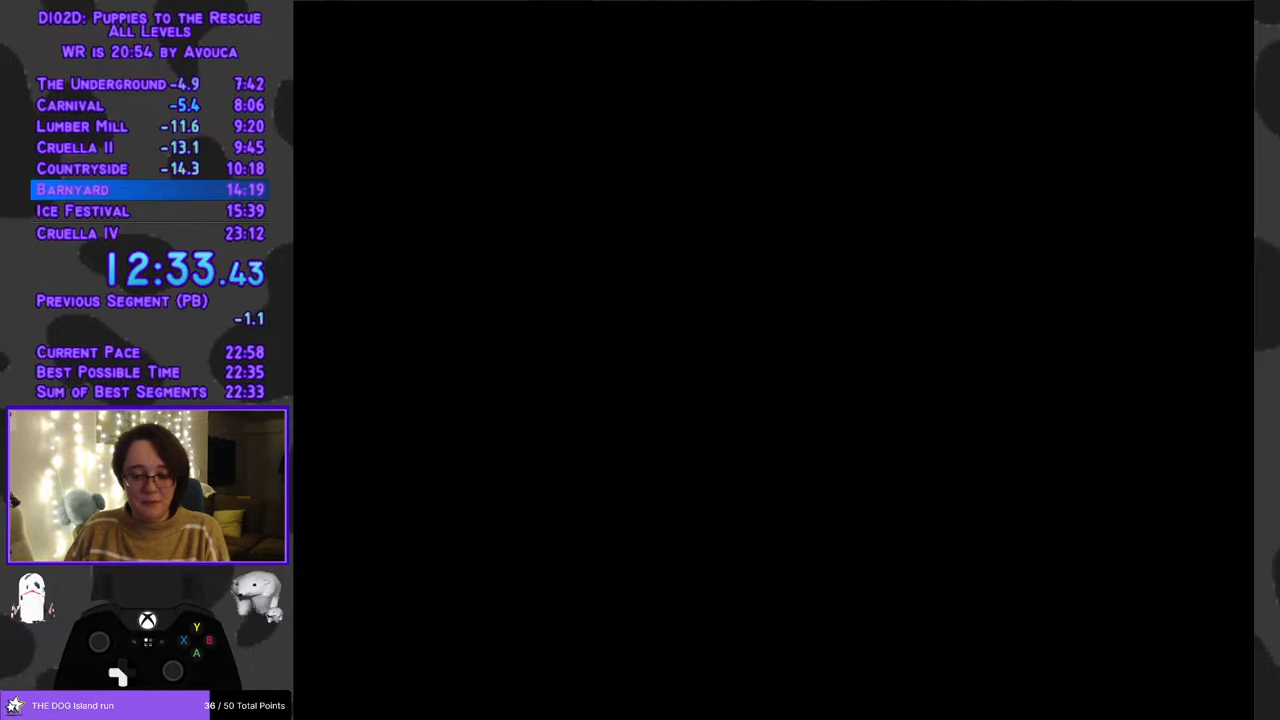 D102D: Puppies to the Rescue
All Levels
WR is 20:54 by Avouca
The Underground -4.9 7:42
Carnival -5.4 8:06
Lumber Mill -11.6 9:20
Cruella II -13.1 9:45
Countryside -14.3 10:18
Barnyard 14:19
Ice Festival 15:39
Cruella IV 23:12
12:33.43
Previous Segment (PB)
-1.1
Current Pace 22:58
Best Possible Time 22:35
Sum of Best Segments 22:33
Y
X B
A
THE DOG Island run 36 / 50 Total Points